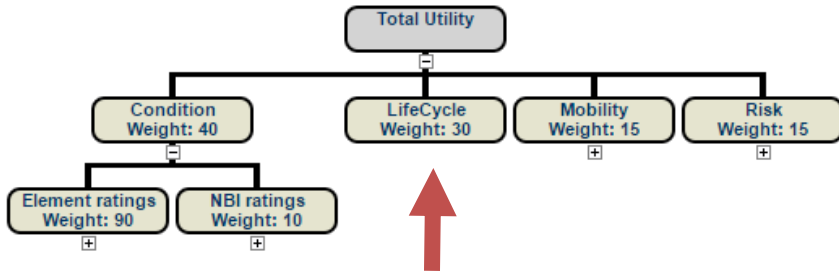 Total Utility
Condition
Weight: 40
LifeCycle
Weight: 30
Mobility
Weight: 15
Risk
Weight: 15
Element ratings
Weight: 90
NBI ratings
Weight: 10